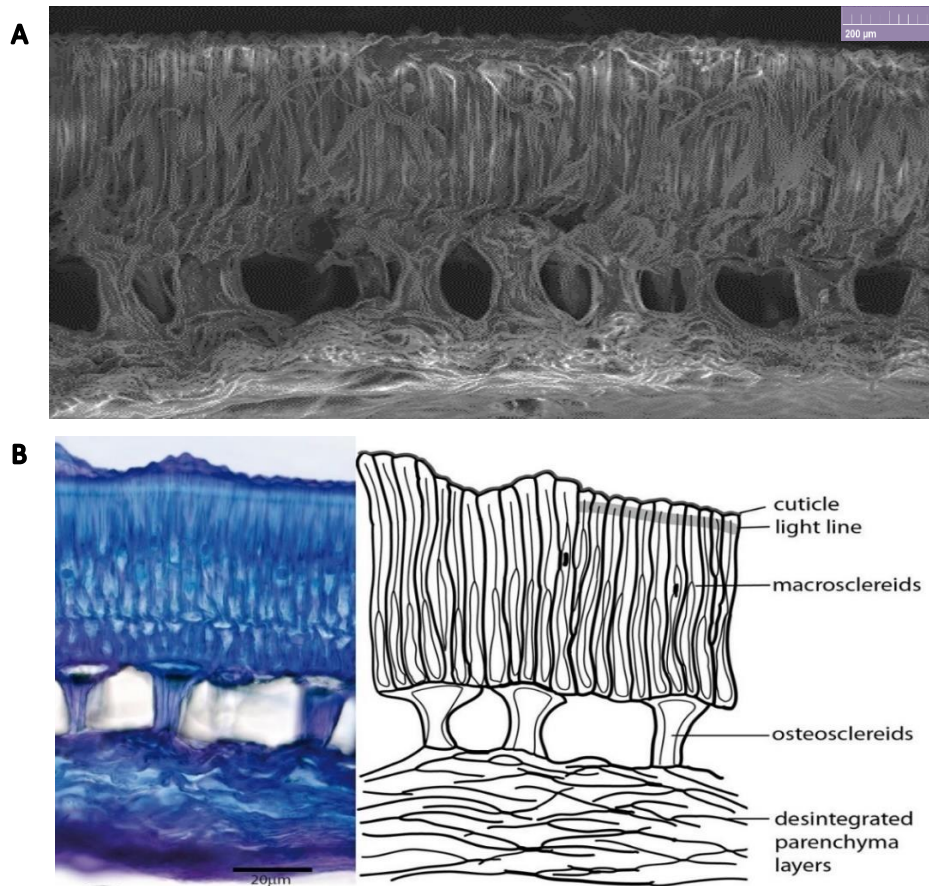 A
200 µm
B
cuticle
light line
macrosclereids
osteosclereids
desintegrated
parenchyma
layers
20µm